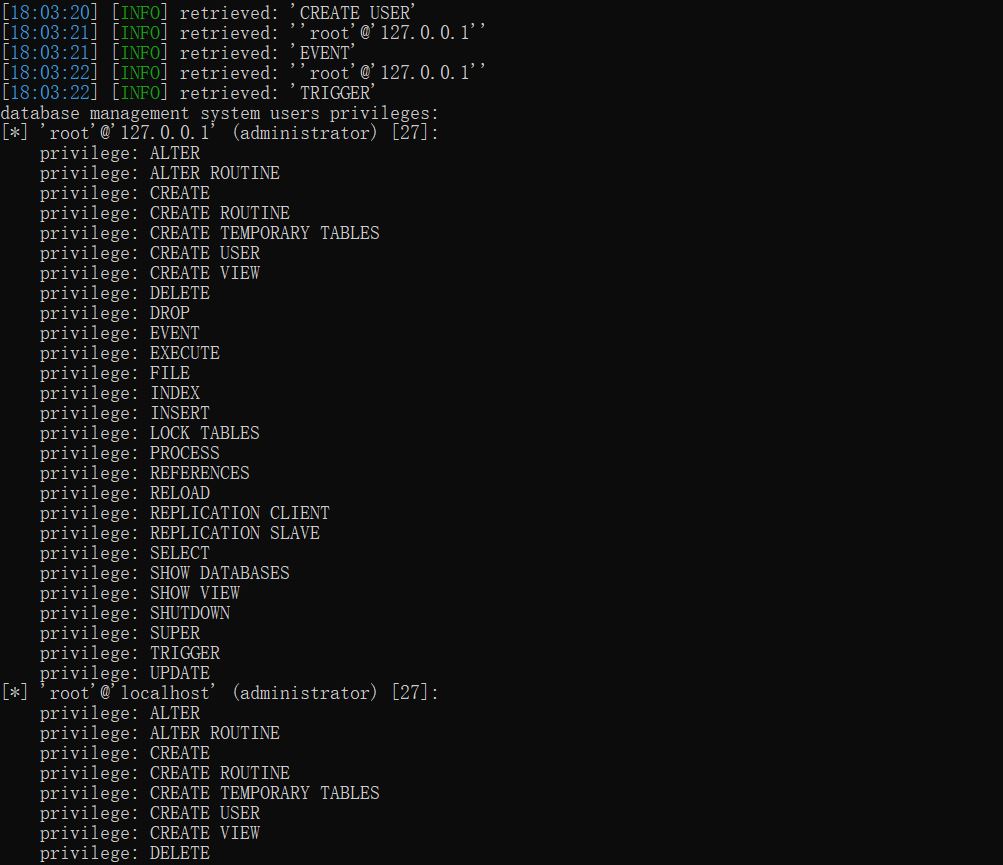 [18:03:20] [INFO] retrieved: 'CREATE USER'
[18:03:21] [INFO] retrieved: ''root'@'127.0.0.1''
[18:03:21] [INFO] retrieved: 'EVENT'
[18:03:22] [INFO] retrieved: ''root'@'127.0.0.1''
[18:03:22] [INFO] retrieved: 'TRIGGER'
database management system users privileges:
[*] 'root'@'127.0.0.1' (administrator) [27]:
    privilege: ALTER
    privilege: ALTER ROUTINE
    privilege: CREATE
    privilege: CREATE ROUTINE
    privilege: CREATE TEMPORARY TABLES
    privilege: CREATE USER
    privilege: CREATE VIEW
    privilege: DELETE
    privilege: DROP
    privilege: EVENT
    privilege: EXECUTE
    privilege: FILE
    privilege: INDEX
    privilege: INSERT
    privilege: LOCK TABLES
    privilege: PROCESS
    privilege: REFERENCES
    privilege: RELOAD
    privilege: REPLICATION CLIENT
    privilege: REPLICATION SLAVE
    privilege: SELECT
    privilege: SHOW DATABASES
    privilege: SHOW VIEW
    privilege: SHUTDOWN
    privilege: SUPER
    privilege: TRIGGER
    privilege: UPDATE
[*] 'root'@'localhost' (administrator) [27]:
    privilege: ALTER
    privilege: ALTER ROUTINE
    privilege: CREATE
    privilege: CREATE ROUTINE
    privilege: CREATE TEMPORARY TABLES
    privilege: CREATE USER
    privilege: CREATE VIEW
    privilege: DELETE